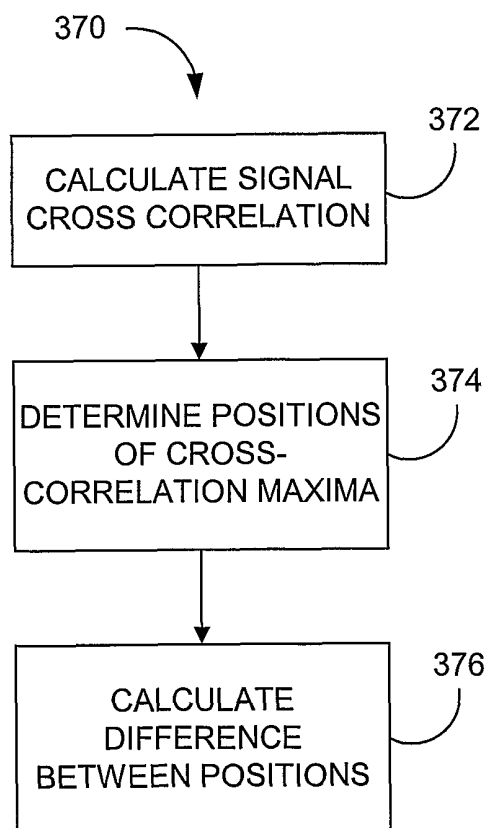 370
372
CALCULATE SIGNAL
CROSS CORRELATION
374
DETERMINE POSITIONS
OF CROSS-
CORRELATION MAXIMA
376
CALCULATE
DIFFERENCE
BETWEEN POSITIONS